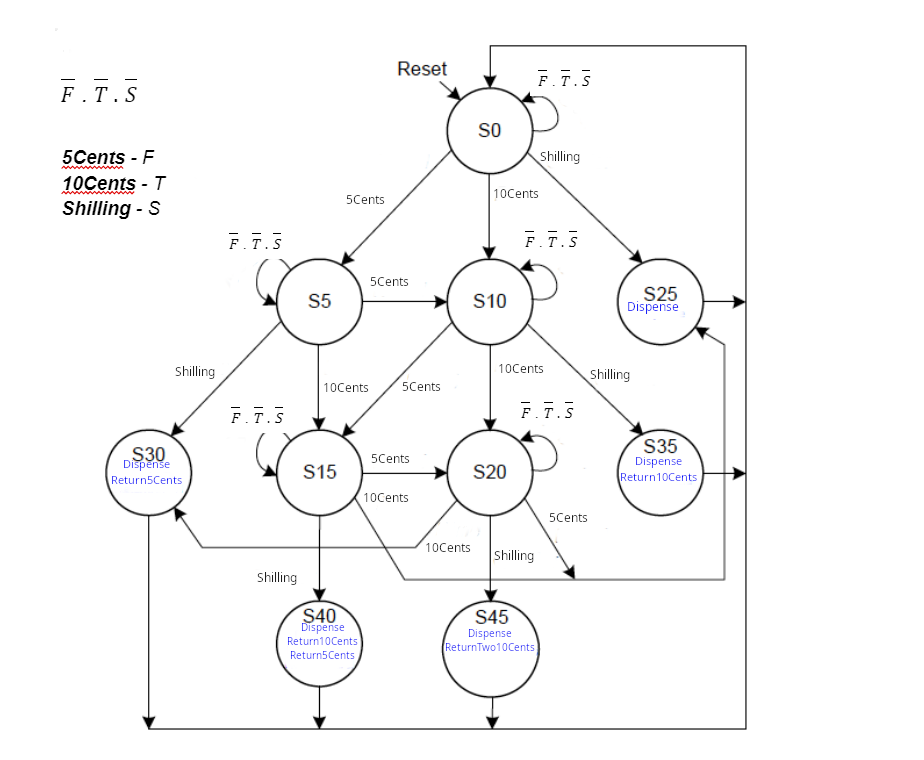 Reset
F̅ . T̅ . S̅
F̅ . T̅ . S̅
S0
5Cents - F
10Cents - T
Shilling - S
Shilling
5Cents
10Cents
F̅ . T̅ . S̅
F̅ . T̅ . S̅
5Cents
S5
S10
S25
Dispense
Shilling
10Cents
5Cents
10Cents
Shilling
F̅ . T̅ . S̅
F̅ . T̅ . S̅
S30
Dispense
Return5Cents
S15
5Cents
10Cents
S20
S35
Dispense
Return10Cents
5Cents
10Cents
Shilling
Shilling
S40
Dispense
Return10Cents
Return5Cents
S45
Dispense
ReturnTwo10Cents